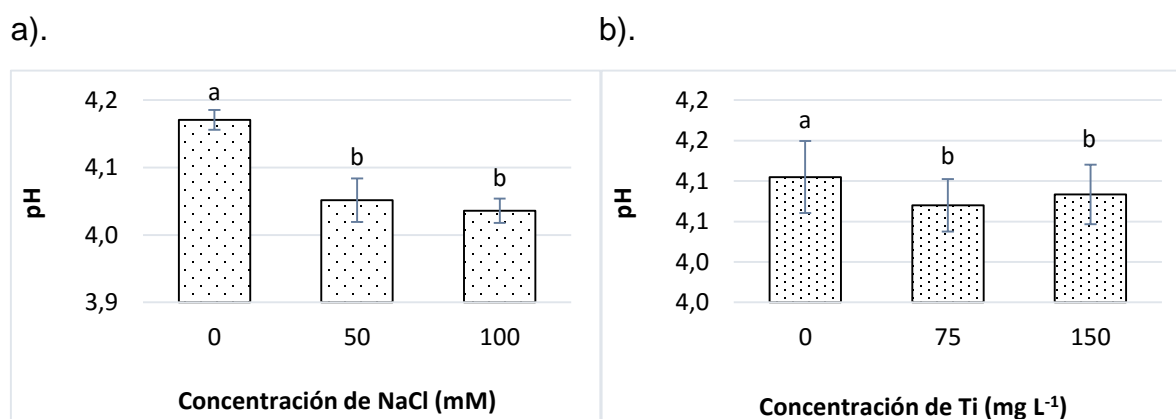 a).
b).
4,2
4,1
4,0
3,9
pH
a
b
b
0
50
100
Concentración de NaCl (mM)
4,2
4,2
4,1
4,1
4,0
4,0
pH
a
b
b
0
75
150
Concentración de Ti (mg L⁻¹)